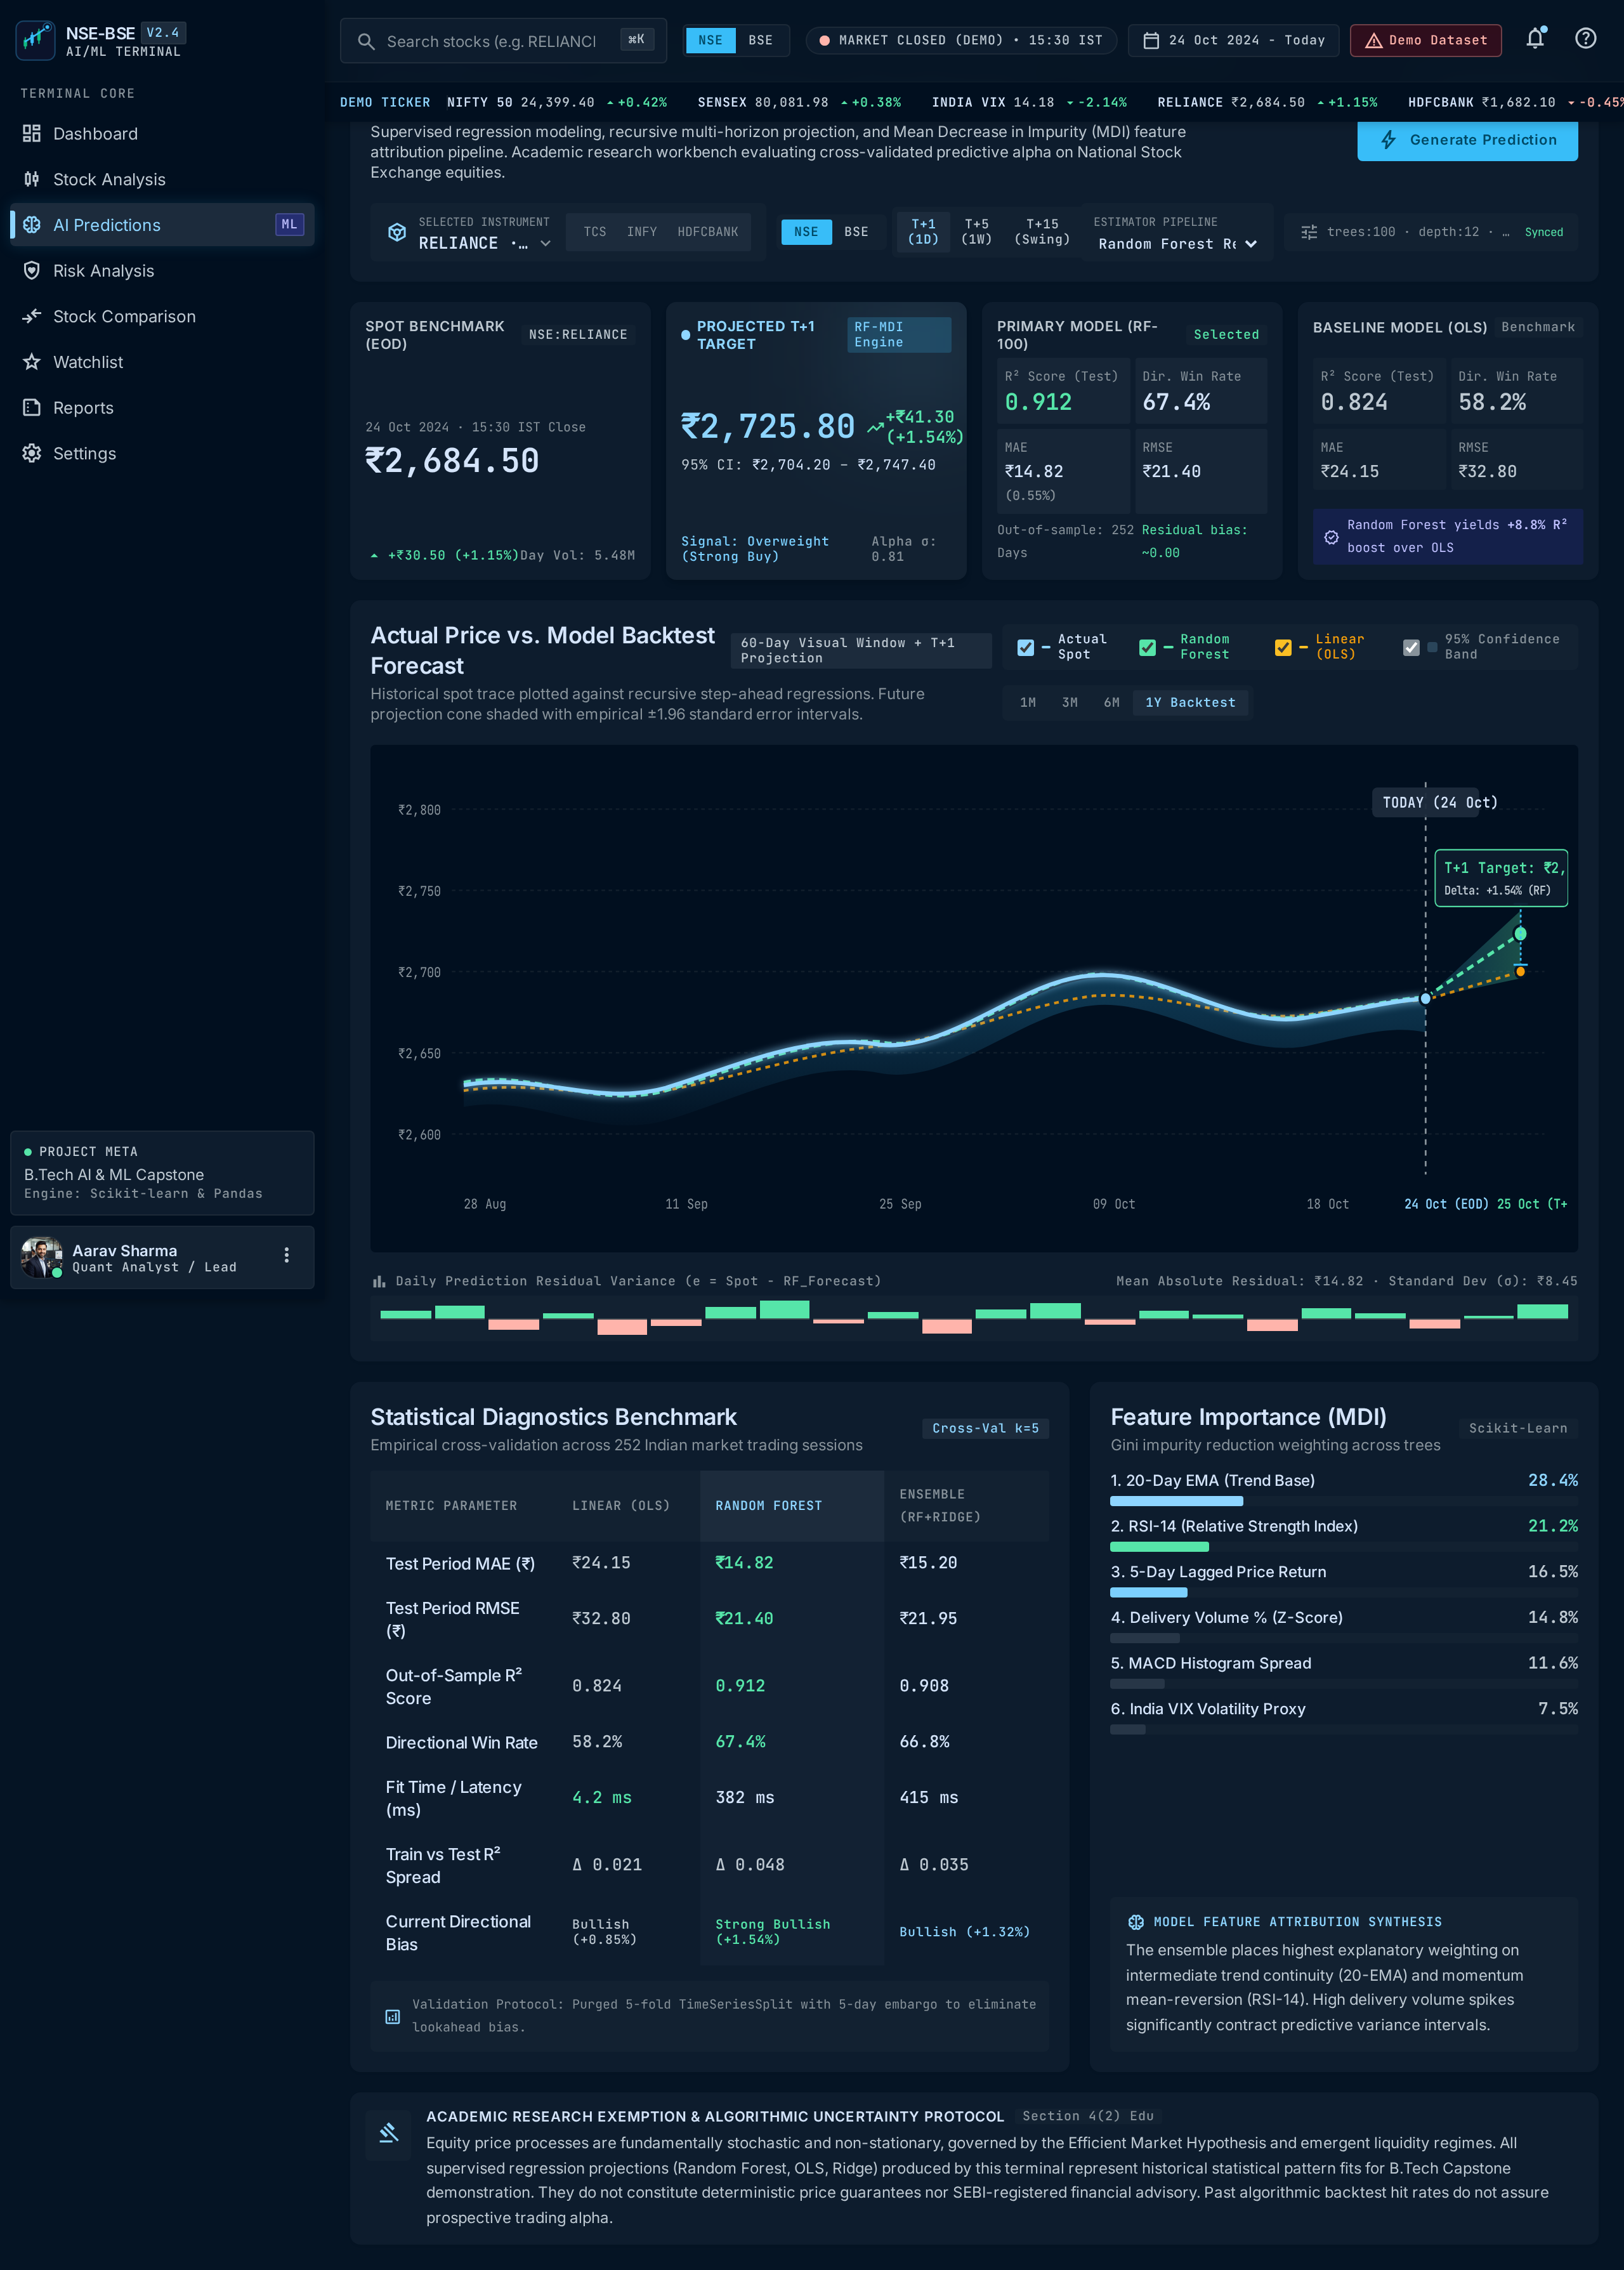 NSE-BSE V2.4
AI/ML TERMINAL
TERMINAL CORE
Dashboard
Stock Analysis
AI Predictions ML
Risk Analysis
Stock Comparison
Watchlist
Reports
Settings
PROJECT META
B.Tech AI & ML Capstone
Engine: Scikit-learn & Pandas
Aarav Sharma
Quant Analyst / Lead
Search stocks (e.g. RELIANCI ⌘K
NSE BSE
MARKET CLOSED (DEMO) • 15:30 IST
24 Oct 2024 - Today
Demo Dataset
DEMO TICKER NIFTY 50 24,399.40 +0.42% SENSEX 80,081.98 +0.38% INDIA VIX 14.18 -2.14% RELIANCE ₹2,684.50 +1.15% HDFCBANK ₹1,682.10 -0.45%
Supervised regression modeling, recursive multi-horizon projection, and Mean Decrease in Impurity (MDI) feature
attribution pipeline. Academic research workbench evaluating cross-validated predictive alpha on National Stock
Exchange equities.
Generate Prediction
SELECTED INSTRUMENT
RELIANCE ·…
TCS INFY HDFCBANK
NSE BSE
T+1 (1D)
T+5 (1W)
T+15 (Swing)
ESTIMATOR PIPELINE
Random Forest Re
trees:100 · depth:12 · … Synced
SPOT BENCHMARK (EOD)
NSE:RELIANCE
24 Oct 2024 · 15:30 IST Close
₹2,684.50
+₹30.50 (+1.15%) Day Vol: 5.48M
PROJECTED T+1 TARGET
RF-MDI Engine
₹2,725.80
+₹41.30 (+1.54%)
95% CI: ₹2,704.20 – ₹2,747.40
Signal: Overweight (Strong Buy)
Alpha σ: 0.81
PRIMARY MODEL (RF-100)
Selected
R² Score (Test)
0.912
Dir. Win Rate
67.4%
MAE
₹14.82
(0.55%)
RMSE
₹21.40
Out-of-sample: 252 Days
Residual bias: ~0.00
BASELINE MODEL (OLS)
Benchmark
R² Score (Test)
0.824
Dir. Win Rate
58.2%
MAE
₹24.15
RMSE
₹32.80
Random Forest yields +8.8% R²
boost over OLS
Actual Price vs. Model Backtest
Forecast
60-Day Visual Window + T+1
Projection
Historical spot trace plotted against recursive step-ahead regressions. Future
projection cone shaded with empirical ±1.96 standard error intervals.
Actual Spot
Random Forest
Linear (OLS)
95% Confidence Band
1M 3M 6M 1Y Backtest
₹2,800
₹2,750
₹2,700
₹2,650
₹2,600
TODAY (24 Oct)
T+1 Target: ₹2,
Delta: +1.54% (RF)
28 Aug 11 Sep 25 Sep 09 Oct 18 Oct 24 Oct (EOD) 25 Oct (T+
Daily Prediction Residual Variance (e = Spot - RF_Forecast)
Mean Absolute Residual: ₹14.82 · Standard Dev (σ): ₹8.45
Statistical Diagnostics Benchmark
Empirical cross-validation across 252 Indian market trading sessions
Cross-Val k=5
METRIC PARAMETER LINEAR (OLS) RANDOM FOREST ENSEMBLE (RF+RIDGE)
Test Period MAE (₹) ₹24.15 ₹14.82 ₹15.20
Test Period RMSE (₹) ₹32.80 ₹21.40 ₹21.95
Out-of-Sample R² Score 0.824 0.912 0.908
Directional Win Rate 58.2% 67.4% 66.8%
Fit Time / Latency (ms) 4.2 ms 382 ms 415 ms
Train vs Test R² Spread Δ 0.021 Δ 0.048 Δ 0.035
Current Directional Bias Bullish (+0.85%) Strong Bullish (+1.54%) Bullish (+1.32%)
Validation Protocol: Purged 5-fold TimeSeriesSplit with 5-day embargo to eliminate
lookahead bias.
Feature Importance (MDI)
Gini impurity reduction weighting across trees
Scikit-Learn
1. 20-Day EMA (Trend Base) 28.4%
2. RSI-14 (Relative Strength Index) 21.2%
3. 5-Day Lagged Price Return 16.5%
4. Delivery Volume % (Z-Score) 14.8%
5. MACD Histogram Spread 11.6%
6. India VIX Volatility Proxy 7.5%
MODEL FEATURE ATTRIBUTION SYNTHESIS
The ensemble places highest explanatory weighting on
intermediate trend continuity (20-EMA) and momentum
mean-reversion (RSI-14). High delivery volume spikes
significantly contract predictive variance intervals.
ACADEMIC RESEARCH EXEMPTION & ALGORITHMIC UNCERTAINTY PROTOCOL Section 4(2) Edu
Equity price processes are fundamentally stochastic and non-stationary, governed by the Efficient Market Hypothesis and emergent liquidity regimes. All
supervised regression projections (Random Forest, OLS, Ridge) produced by this terminal represent historical statistical pattern fits for B.Tech Capstone
demonstration. They do not constitute deterministic price guarantees nor SEBI-registered financial advisory. Past algorithmic backtest hit rates do not assure
prospective trading alpha.